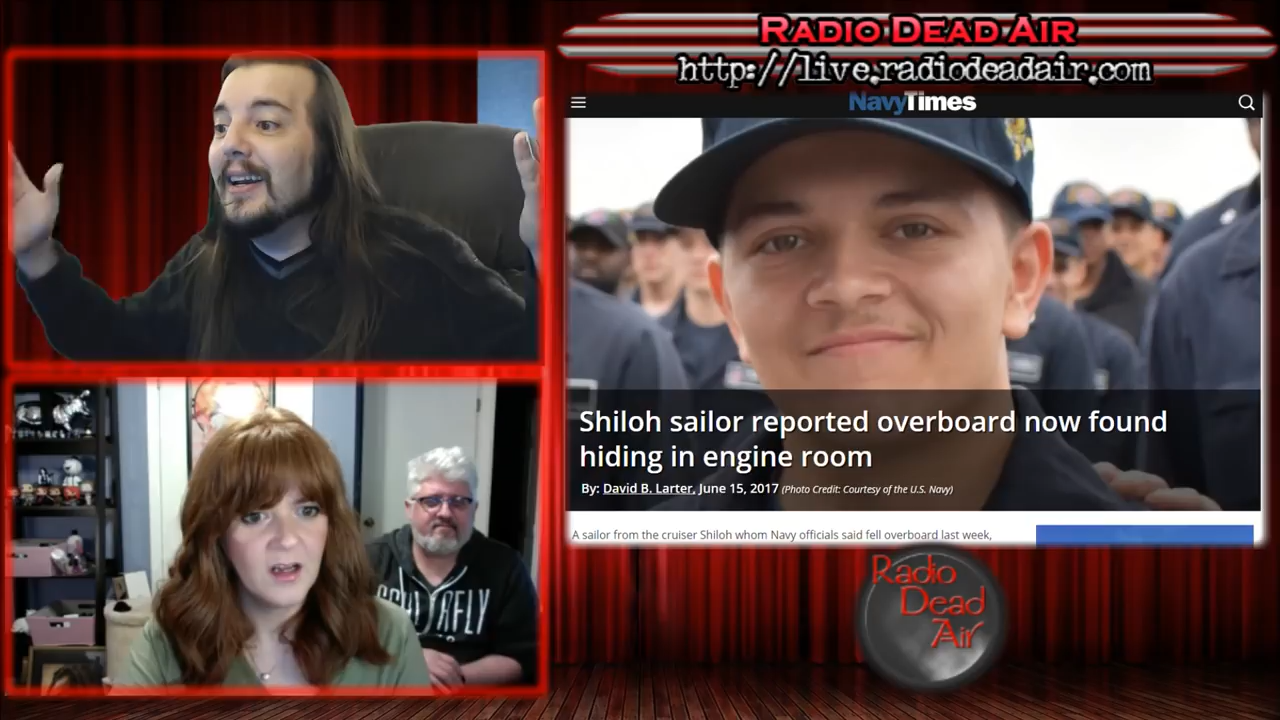 Radio Dead Air
http://live.radiodeadair.com
NavyTimes
Shiloh sailor reported overboard now found
hiding in engine room
By: David B. Larter, June 15, 2017 (Photo Credit: Courtesy of the U.S. Navy)
A sailor from the cruiser Shiloh whom Navy officials said fell overboard last week,
Radio
Dead
Air